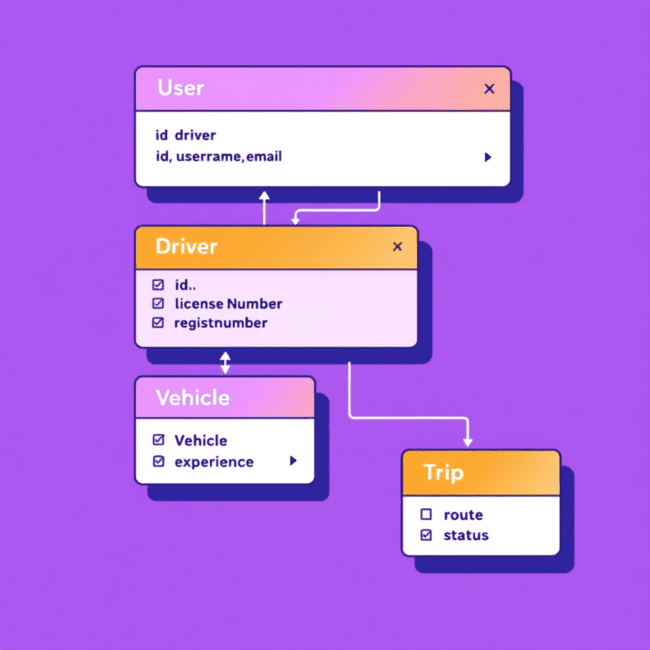 User
id driver
id, userrame, email
Driver
id..
license Number
registnumber
Vehicle
Vehicle
experience
Trip
route
status